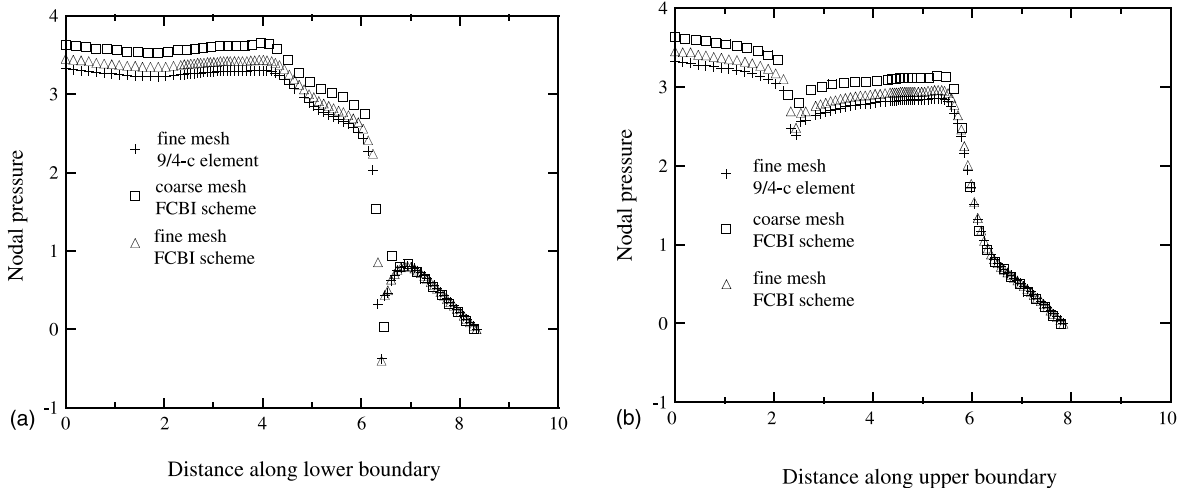 4
3
2
1
0
-1
Nodal pressure
fine mesh
9/4-c element
coarse mesh
FCBI scheme
fine mesh
FCBI scheme
0
2
4
6
8
10
(a)
Distance along lower boundary
4
3
2
1
0
-1
Nodal pressure
fine mesh
9/4-c element
coarse mesh
FCBI scheme
fine mesh
FCBI scheme
0
2
4
6
8
10
(b)
Distance along upper boundary